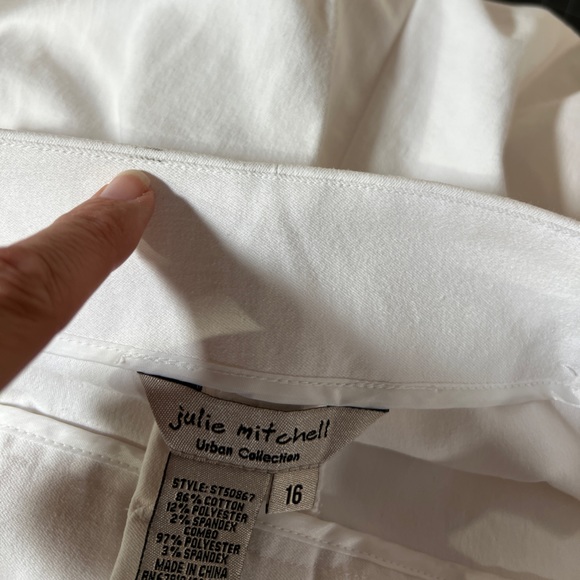 julie mitchell
Urban Collection
16
STYLE: ST50867
86% COTTON
12% POLYESTER
2% SPANDEX
COMBO
97% POLYESTER
3% SPANDEX
MADE IN CHINA